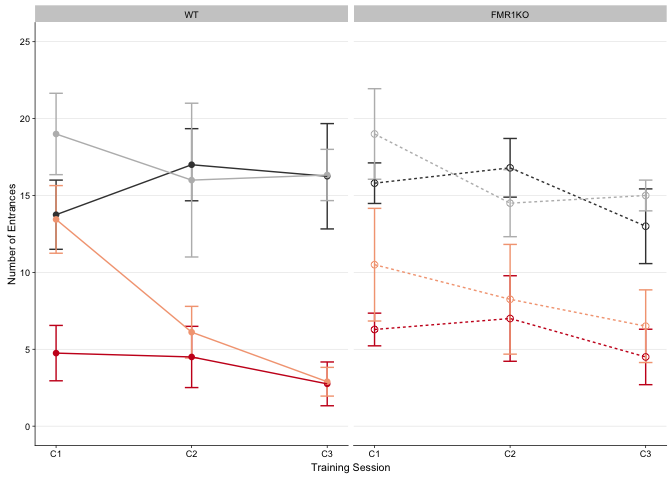 WT
FMR1KO
25
20
15
10
5
0
Number of Entrances
C1
C2
C3
C1
C2
C3
Training Session